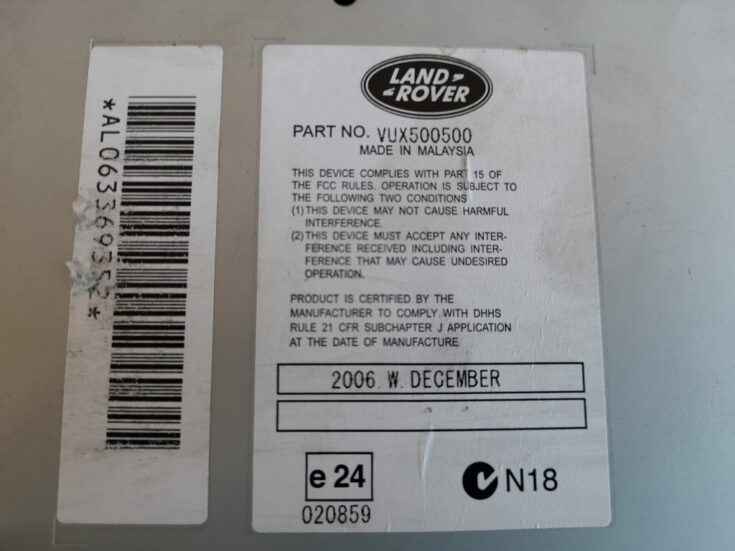 LAND
ROVER
PART NO. VUX500500
MADE IN MALAYSIA
THIS DEVICE COMPLIES WITH PART 15 OF
THE FCC RULES. OPERATION IS SUBJECT TO
THE FOLLOWING TWO CONDITIONS
(1) THIS DEVICE MAY NOT CAUSE HARMFUL
INTERFERENCE.
(2) THIS DEVICE MUST ACCEPT ANY INTER-
FERENCE RECEIVED INCLUDING INTER-
FERENCE THAT MAY CAUSE UNDESIRED
OPERATION.
PRODUCT IS CERTIFIED BY THE
MANUFACTURER TO COMPLY WITH DHHS
RULE 21 CFR SUBCHAPTER J APPLICATION
AT THE DATE OF MANUFACTURE
2006. W. DECEMBER
e 24
020859
N18